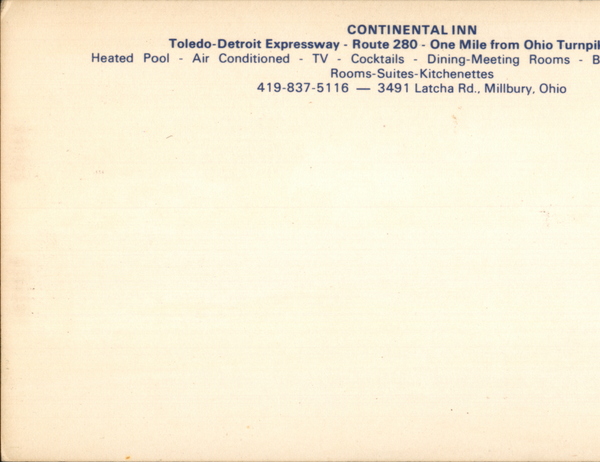 CONTINENTAL INN
Toledo-Detroit Expressway - Route 280 - One Mile from Ohio
Heated Pool - Air Conditioned - TV - Cocktails - Dining-Meeting Rooms -
Rooms-Suites-Kitchenettes
419-837-5116 — 3491 Latcha Rd., Millbury, Ohio